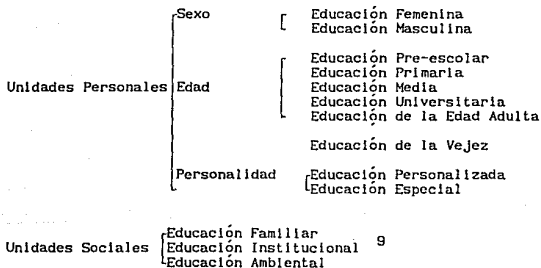 Sexo Educación Femenina
Educación Masculina
Educación Pre-escolar
Educación Primaria
Unidades Personales Edad Educación Media
Educación Universitaria
Educación de la Edad Adulta
Educación de la Vejez
Personalidad Educación Personalizada
Educación Especial
Educación Familiar
Unidades Sociales Educación Institucional 9
Educación Ambiental